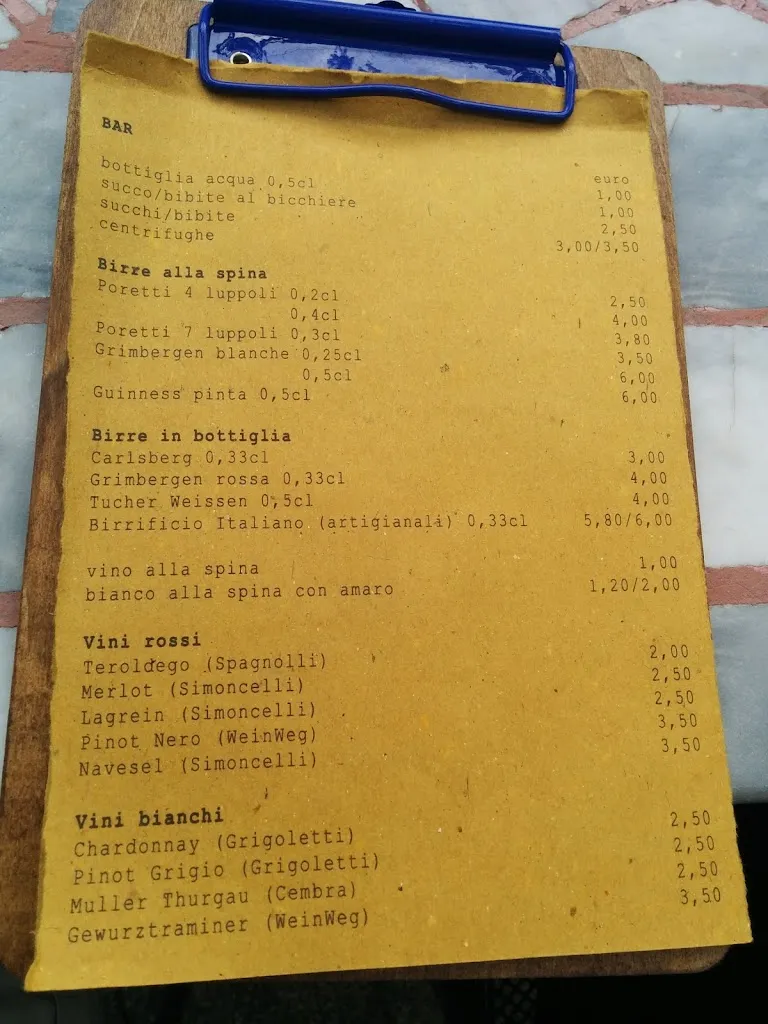 BAR
euro
bottiglia acqua 0,5cl 1,00
succo/bibite al bicchiere 1,00
succhi/bibite 2,50
centrifughe 3,00/3,50
Birre alla spina
Poretti 4 luppoli 0,2cl 2,50
0,4cl 4,00
Poretti 7 luppoli 0,3cl 3,80
Grimbergen blanche 0,25cl 3,50
0,5cl 6,00
Guinness pinta 0,5cl 6,00
Birre in bottiglia
Carlsberg 0,33cl 3,00
Grimbergen rossa 0,33cl 4,00
Tucher Weissen 0,5cl 4,00
Birrificio Italiano (artigianali) 0,33cl 5,80/6,00
vino alla spina 1,00
bianco alla spina con amaro 1,20/2,00
Vini rossi
Teroldego (Spagnolli) 2,00
Merlot (Simoncelli) 2,50
Lagrein (Simoncelli) 2,50
Pinot Nero (WeinWeg) 3,50
Navesel (Simoncelli) 3,50
Vini bianchi
Chardonnay (Grigoletti) 2,50
Pinot Grigio (Grigoletti) 2,50
Muller Thurgau (Cembra) 2,50
Gewurztraminer (WeinWeg) 3,50